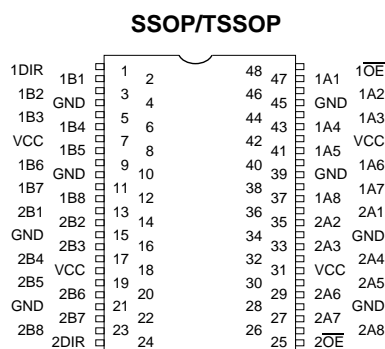 SSOP/TSSOP
1DIR 1 48 1O̅E̅
1B1 2 47 1A1
1B2 3 46 1A2
GND 4 45 GND
1B3 5 44 1A3
1B4 6 43 1A4
VCC 7 42 VCC
1B5 8 41 1A5
1B6 9 40 1A6
GND 10 39 GND
1B7 11 38 1A7
1B8 12 37 1A8
2B1 13 36 2A1
2B2 14 35 2A2
GND 15 34 GND
2B3 16 33 2A3
2B4 17 32 2A4
VCC 18 31 VCC
2B5 19 30 2A5
2B6 20 29 2A6
GND 21 28 GND
2B7 22 27 2A7
2B8 23 26 2A8
2DIR 24 25 2O̅E̅